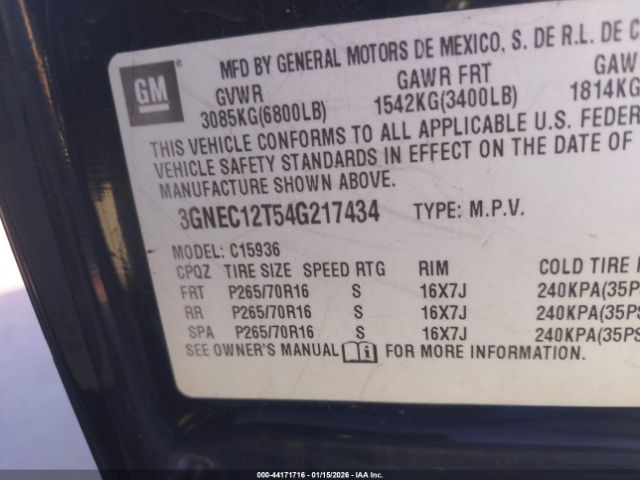 MFD BY GENERAL MOTORS DE MEXICO, S. DE R.L. DE C
GM ®
GVWR GAWR FRT GAW
3085KG(6800LB) 1542KG(3400LB) 1814KG
THIS VEHICLE CONFORMS TO ALL APPLICABLE U.S. FEDER
VEHICLE SAFETY STANDARDS IN EFFECT ON THE DATE OF
MANUFACTURE SHOWN ABOVE.
3GNEC12T54G217434 TYPE: M.P.V.
MODEL: C15936
CPQZ TIRE SIZE SPEED RTG RIM COLD TIRE
FRT P265/70R16 S 16X7J 240KPA(35PS
RR P265/70R16 S 16X7J 240KPA(35PS
SPA P265/70R16 S 16X7J 240KPA(35PS
SEE OWNER'S MANUAL i FOR MORE INFORMATION.
000-44171716 - 01/15/2026 - IAAI.com